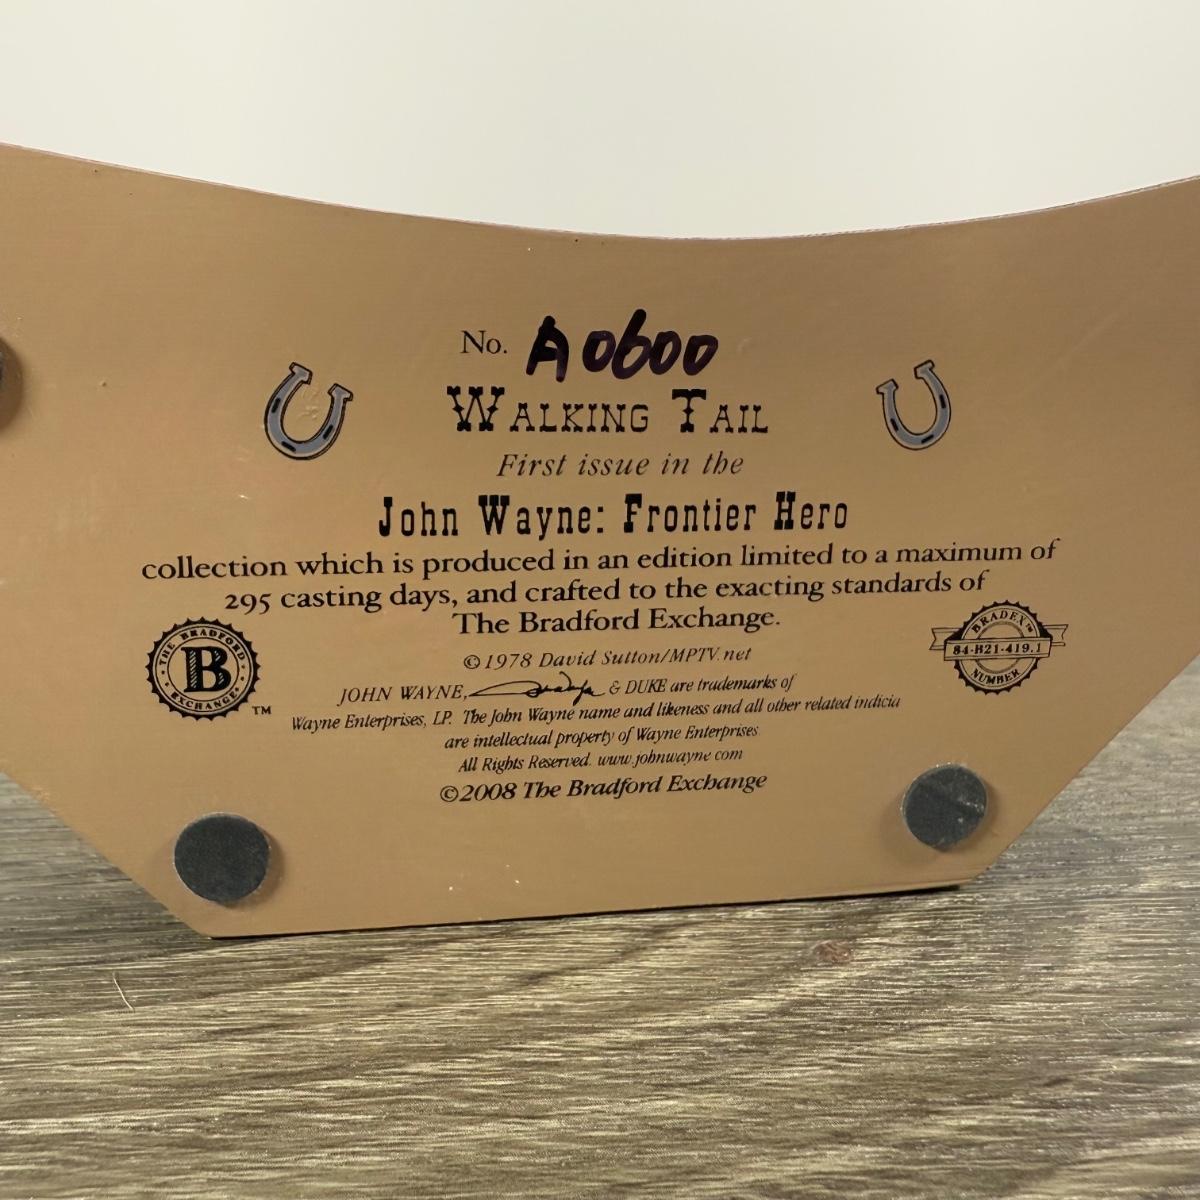 No. A0600
WALKING TAIL
First issue in the
John Wayne: Frontier Hero
collection which is produced in an edition limited to a maximum of
295 casting days, and crafted to the exacting standards of
The Bradford Exchange.
THE BRADFORD
B
EXCHANGE
TM
BRADEX™
84-B21-419.1
NUMBER
©1978 David Sutton/MPTV.net
JOHN WAYNE, & DUKE are trademarks of
Wayne Enterprises, LP. The John Wayne name and likeness and all other related indicia
are intellectual property of Wayne Enterprises.
All Rights Reserved. www.johnwayne.com
©2008 The Bradford Exchange